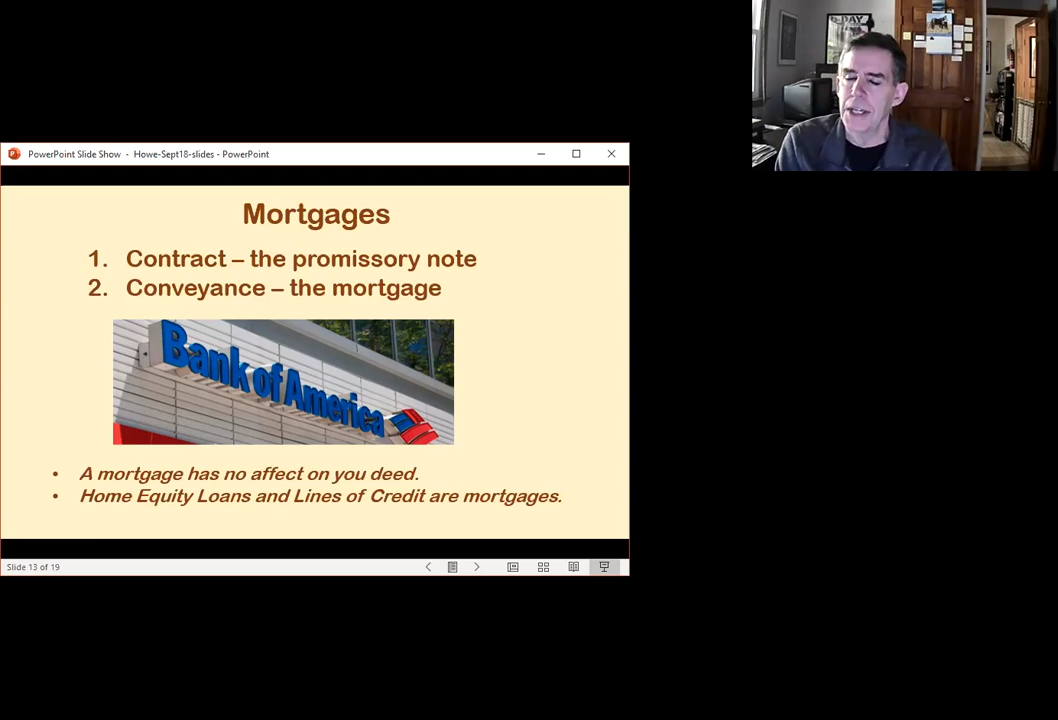 DAY
PowerPoint Slide Show - Howe-Sept18-slides - PowerPoint
Mortgages
1. Contract – the promissory note
2. Conveyance – the mortgage
Bank of America
• A mortgage has no affect on you deed.
• Home Equity Loans and Lines of Credit are mortgages.
Slide 13 of 19